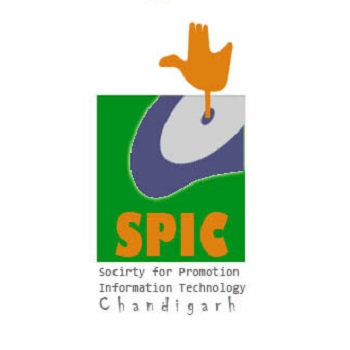 SPIC
Socirty for Promotion
Information Technology
Chandigarh